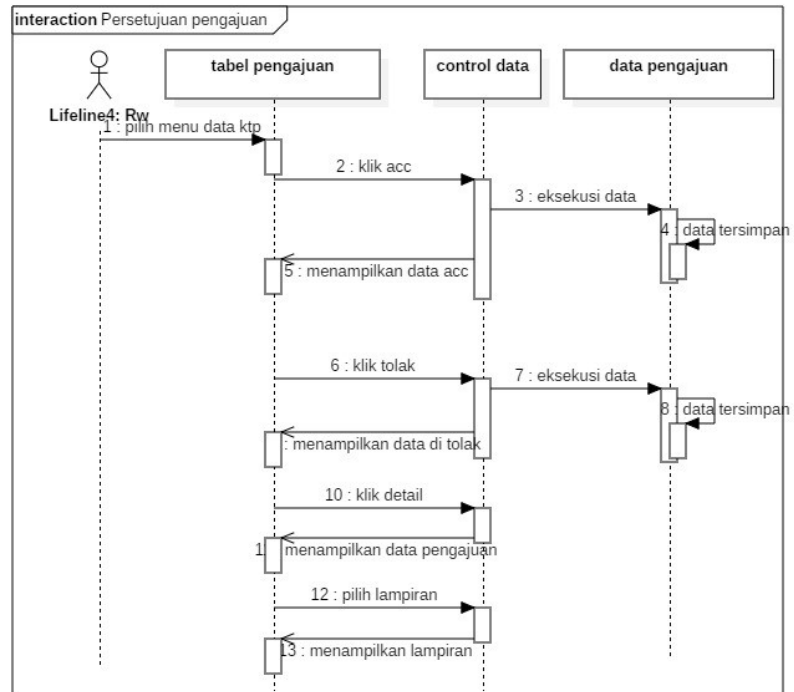 interaction Persetujuan pengajuan
tabel pengajuan
control data
data pengajuan
Lifeline4: Rw
1 : pilih menu data ktp
2 : klik acc
3 : eksekusi data
4 : data tersimpan
5 : menampilkan data acc
6 : klik tolak
7 : eksekusi data
8 : data tersimpan
: menampilkan data di tolak
10 : klik detail
1 menampilkan data pengajuan
12 : pilih lampiran
13 : menampilkan lampiran